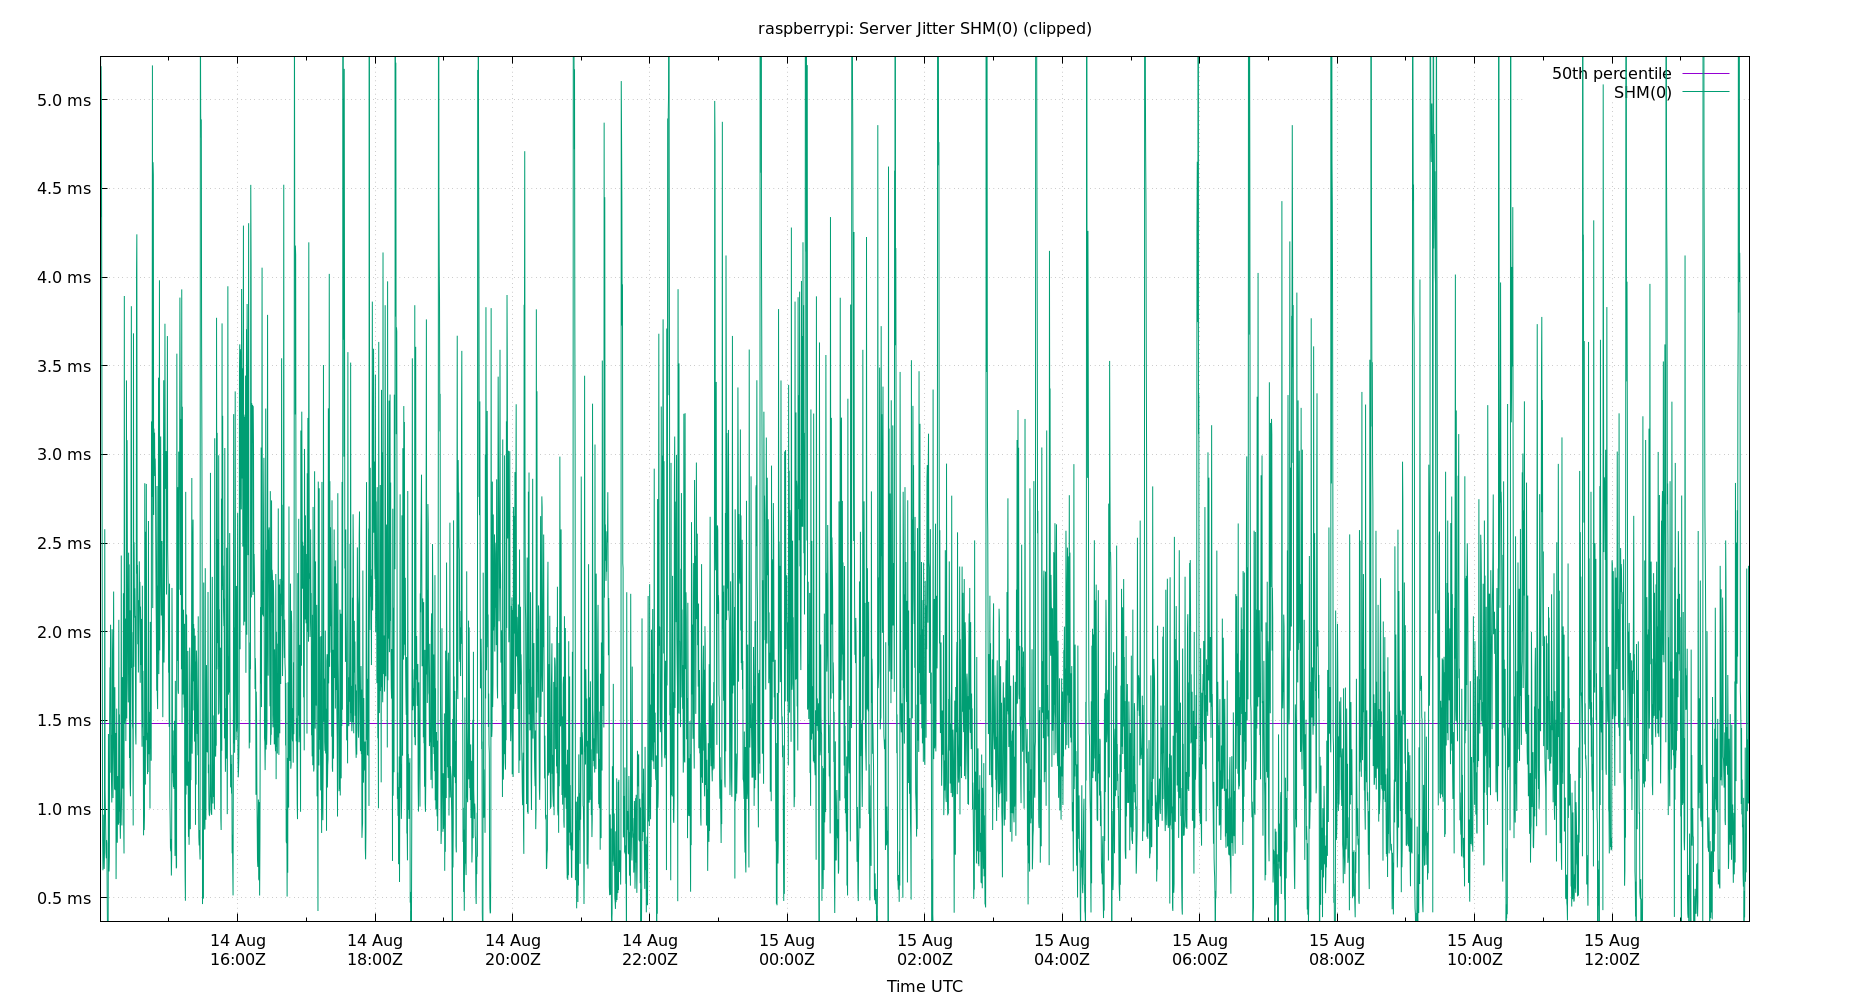 raspberrypi: Server Jitter SHM(0) (clipped)
50th percentile
SHM(0)
5.0 ms
4.5 ms
4.0 ms
3.5 ms
3.0 ms
2.5 ms
2.0 ms
1.5 ms
1.0 ms
0.5 ms
14 Aug 14 Aug 14 Aug 14 Aug 15 Aug 15 Aug 15 Aug 15 Aug 15 Aug 15 Aug 15 Aug
16:00Z 18:00Z 20:00Z 22:00Z 00:00Z 02:00Z 04:00Z 06:00Z 08:00Z 10:00Z 12:00Z
Time UTC